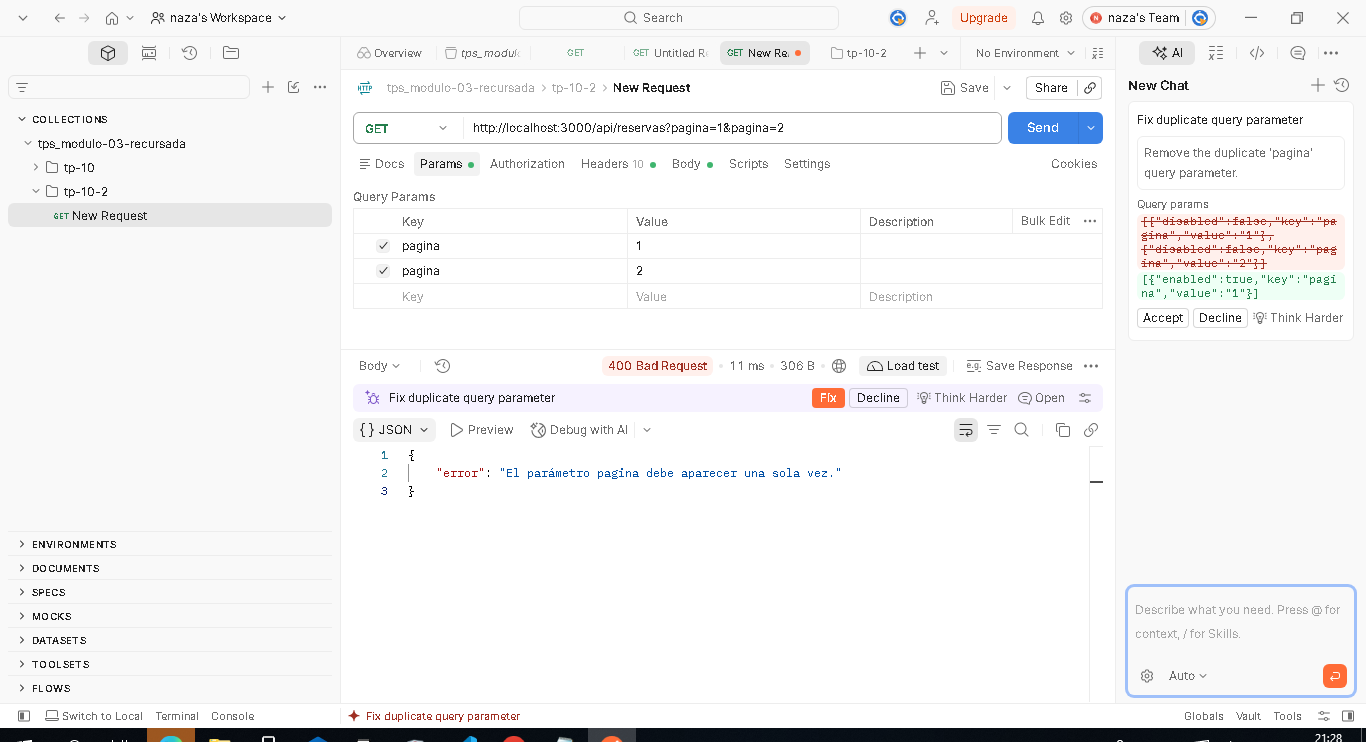 naza's Workspace
Search
Upgrade
naza's Team
Overview
tps_modulo
GET
GET Untitled R
GET New Re.
tp-10-2
No Environment
AI
COLLECTIONS
tps_modulo-03-recursada
tp-10
tp-10-2
GET New Request
ENVIRONMENTS
DOCUMENTS
SPECS
MOCKS
DATASETS
TOOLSETS
FLOWS
HTTP tps_modulo-03-recursada > tp-10-2 > New Request
Save
Share
GET
http://localhost:3000/api/reservas?pagina=1&pagina=2
Send
Docs
Params
Authorization
Headers 10
Body
Scripts
Settings
Cookies
Query Params
Key Value Description Bulk Edit
pagina 1
pagina 2
Key Value Description
Body
400 Bad Request • 11 ms • 306 B
Load test
e.g. Save Response
Fix duplicate query parameter
Fix
Decline
Think Harder
Open
{} JSON
Preview
Debug with AI
1 {
2 "error": "El parámetro pagina debe aparecer una sola vez."
3 }
New Chat
Fix duplicate query parameter
Remove the duplicate 'pagina'
query parameter.
Query params
[{"disabled":false,"key":"pa
gina","value":"1"},
{"disabled":false,"key":"pag
ina","value":"2"}]
[{"enabled":true,"key":"pagi
na","value":"1"}]
Accept
Decline
Think Harder
Describe what you need. Press @ for
context, / for Skills.
Auto
Switch to Local
Terminal
Console
Fix duplicate query parameter
Globals
Vault
Tools
21:28